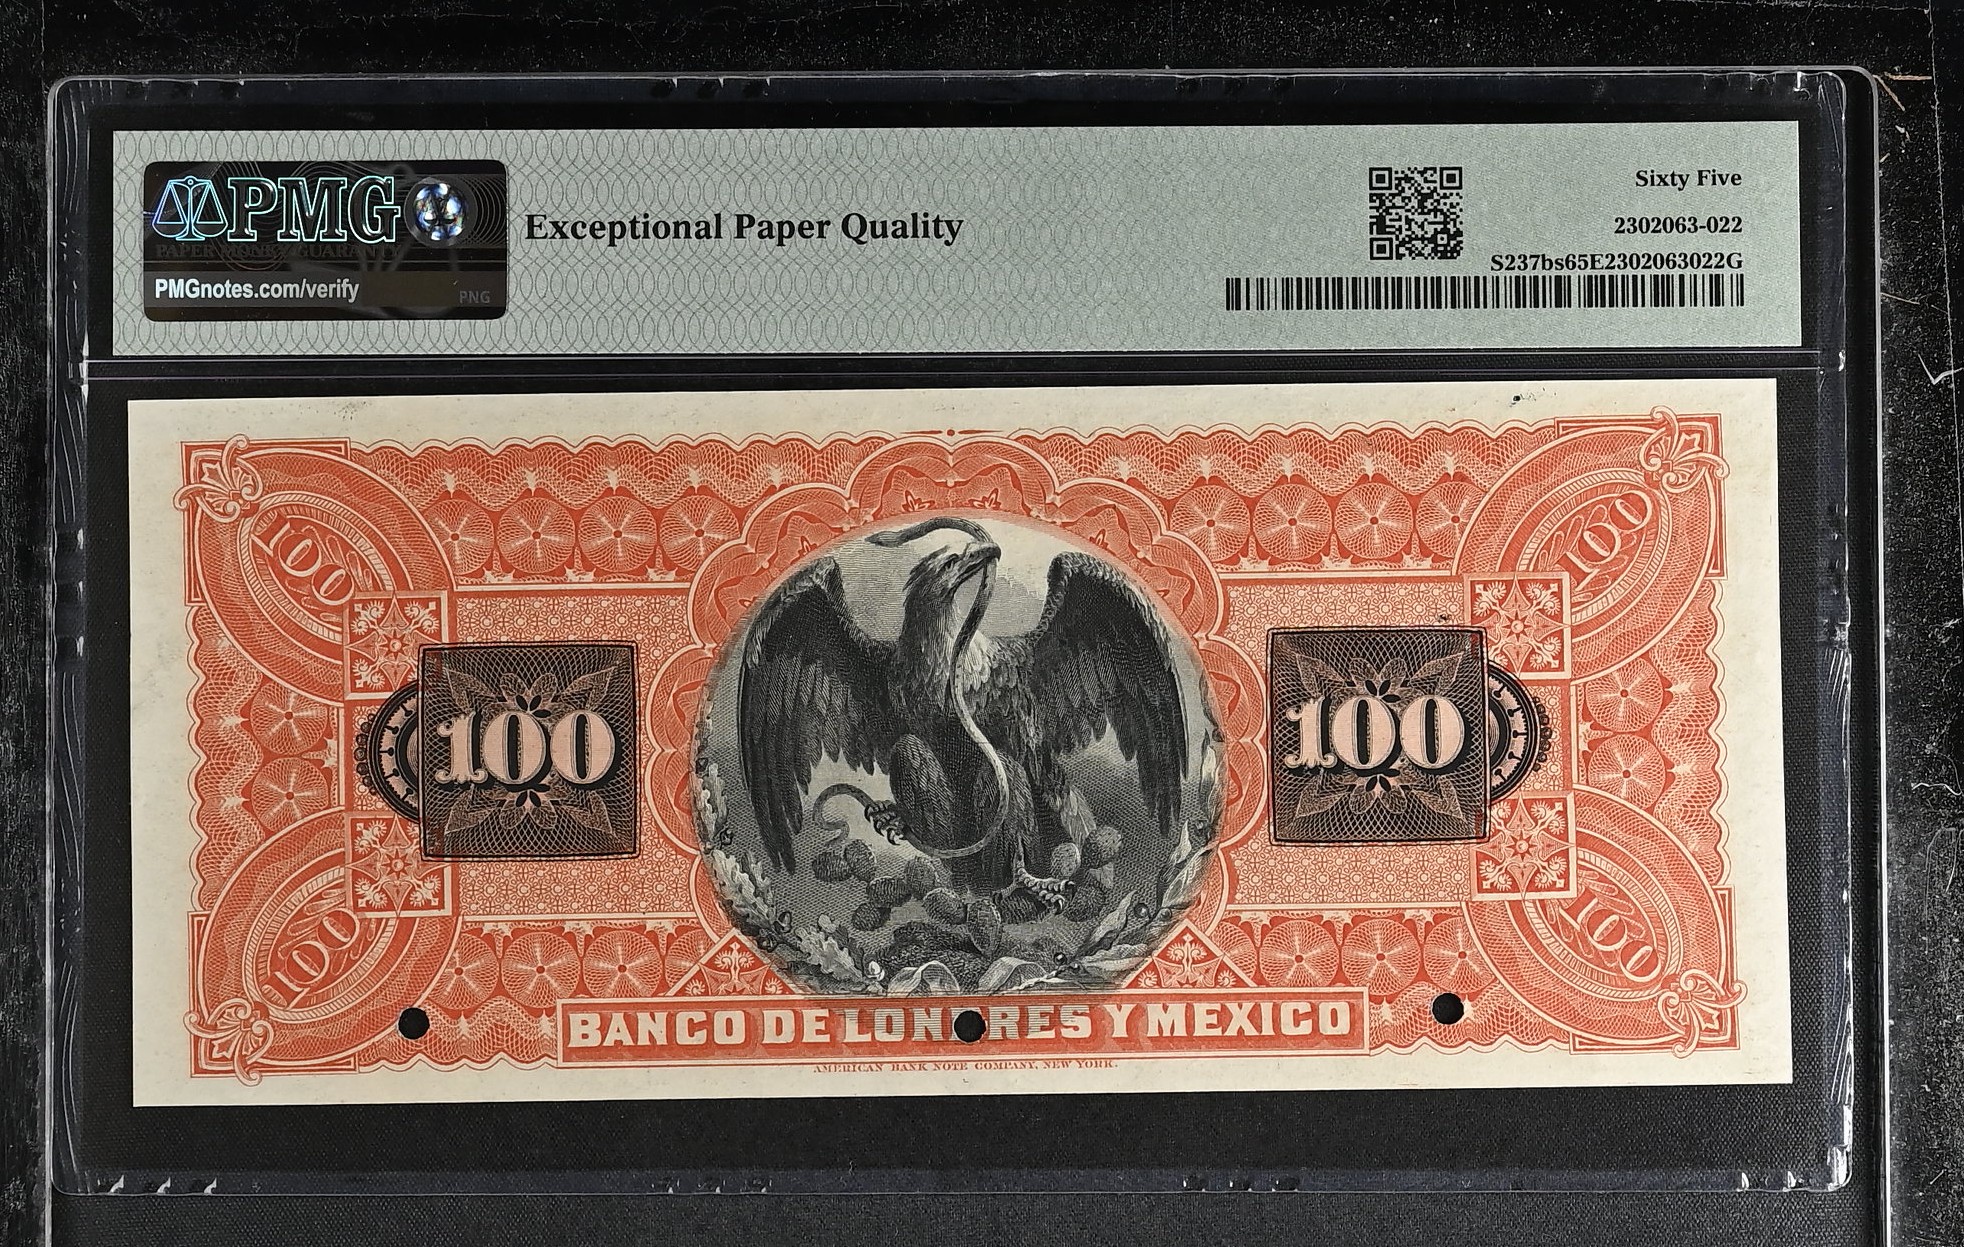 PMG
PAPER MONEY GUARANTY
PMGnotes.com/verify
PNG
Exceptional Paper Quality
Sixty Five
2302063-022
S237bs65E2302063022G
100
100
100
100
100
100
BANCO DE LONDRES Y MEXICO
AMERICAN BANK NOTE COMPANY, NEW YORK.